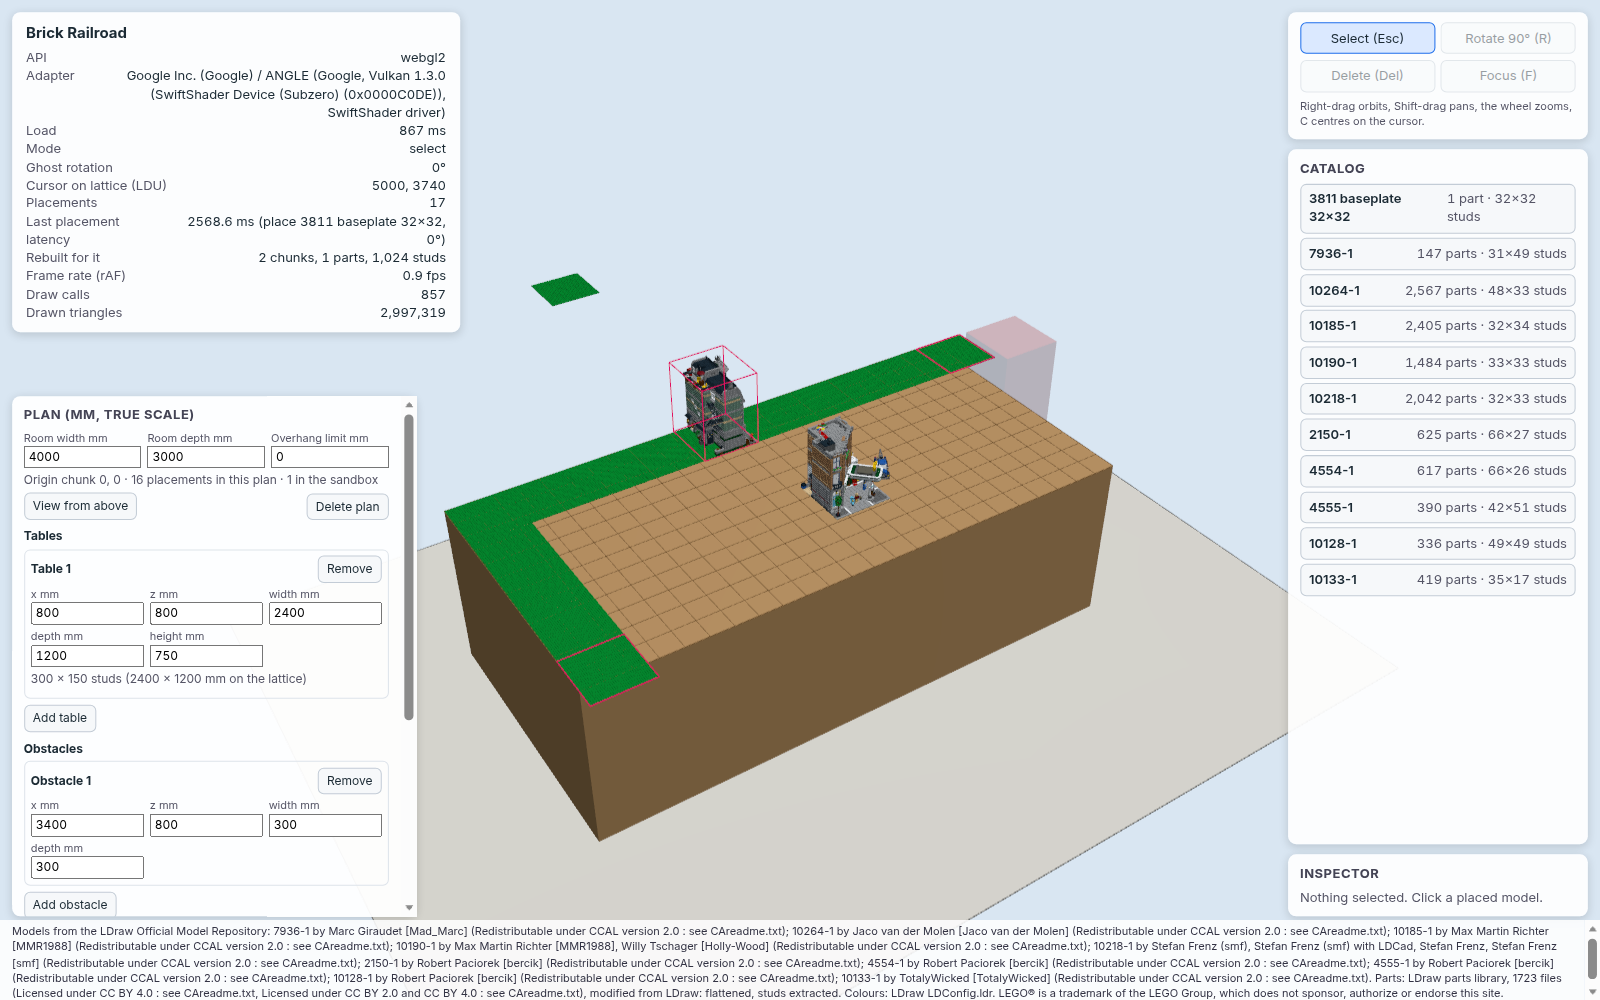 Brick Railroad
API webgl2
Adapter Google Inc. (Google) / ANGLE (Google, Vulkan 1.3.0
(SwiftShader Device (Subzero) (0x0000C0DE)),
SwiftShader driver)
Load 867 ms
Mode select
Ghost rotation 0°
Cursor on lattice (LDU) 5000, 3740
Placements 17
Last placement latency 2568.6 ms (place 3811 baseplate 32×32,
0°)
Rebuilt for it 2 chunks, 1 parts, 1,024 studs
Frame rate (rAF) 0.9 fps
Draw calls 857
Drawn triangles 2,997,319
PLAN (MM, TRUE SCALE)
Room width mm Room depth mm Overhang limit mm
4000 3000 0
Origin chunk 0, 0 · 16 placements in this plan · 1 in the sandbox
View from above Delete plan
Tables
Table 1 Remove
x mm z mm width mm
800 800 2400
depth mm height mm
1200 750
300 × 150 studs (2400 × 1200 mm on the lattice)
Add table
Obstacles
Obstacle 1 Remove
x mm z mm width mm
3400 800 300
depth mm
300
Add obstacle
Select (Esc) Rotate 90° (R)
Delete (Del) Focus (F)
Right-drag orbits, Shift-drag pans, the wheel zooms,
C centres on the cursor.
CATALOG
3811 baseplate 32×32 1 part · 32×32 studs
7936-1 147 parts · 31×49 studs
10264-1 2,567 parts · 48×33 studs
10185-1 2,405 parts · 32×34 studs
10190-1 1,484 parts · 33×33 studs
10218-1 2,042 parts · 32×33 studs
2150-1 625 parts · 66×27 studs
4554-1 617 parts · 66×26 studs
4555-1 390 parts · 42×51 studs
10128-1 336 parts · 49×49 studs
10133-1 419 parts · 35×17 studs
INSPECTOR
Nothing selected. Click a placed model.
Models from the LDraw Official Model Repository: 7936-1 by Marc Giraudet [Mad_Marc] (Redistributable under CCAL version 2.0 : see CAreadme.txt); 10264-1 by Jaco van der Molen [Jaco van der Molen] (Redistributable under CCAL version 2.0 : see CAreadme.txt); 10185-1 by Max Martin Richter
[MMR1988] (Redistributable under CCAL version 2.0 : see CAreadme.txt); 10190-1 by Max Martin Richter [MMR1988], Willy Tschager [Holly-Wood] (Redistributable under CCAL version 2.0 : see CAreadme.txt); 10218-1 by Stefan Frenz (smf), Stefan Frenz (smf) with LDCad, Stefan Frenz, Stefan Frenz
[smf] (Redistributable under CCAL version 2.0 : see CAreadme.txt); 2150-1 by Robert Paciorek [bercik] (Redistributable under CCAL version 2.0 : see CAreadme.txt); 4554-1 by Robert Paciorek [bercik] (Redistributable under CCAL version 2.0 : see CAreadme.txt); 4555-1 by Robert Paciorek [bercik]
(Redistributable under CCAL version 2.0 : see CAreadme.txt); 10128-1 by Robert Paciorek [bercik] (Redistributable under CCAL version 2.0 : see CAreadme.txt); 10133-1 by TotalyWicked [TotalyWicked] (Redistributable under CCAL version 2.0 : see CAreadme.txt). Parts: LDraw parts library, 1723 files
(Licensed under CC BY 4.0 : see CAreadme.txt, Licensed under CC BY 2.0 and CC BY 4.0 : see CAreadme.txt), modified from LDraw: flattened, studs extracted. Colours: LDraw LDConfig.ldr. LEGO® is a trademark of the LEGO Group, which does not sponsor, authorize or endorse this site.